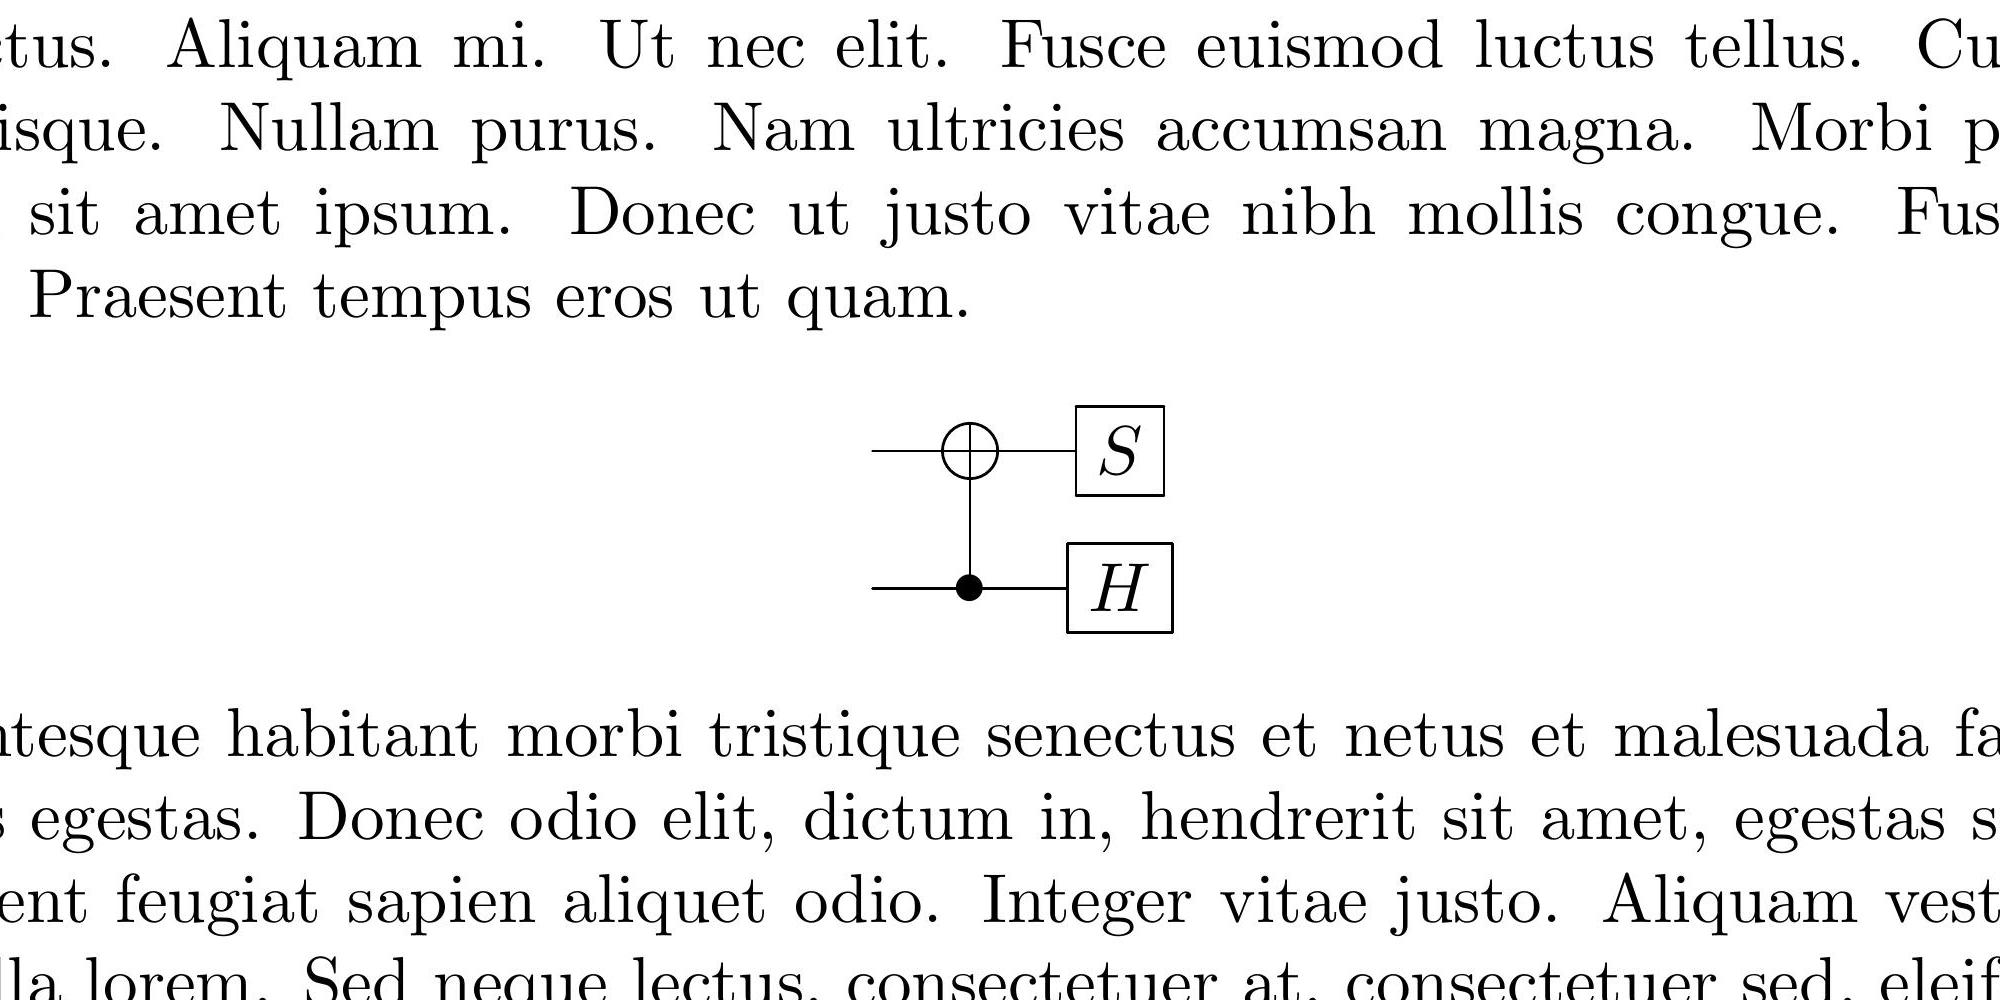 tus. Aliquam mi. Ut nec elit. Fusce euismod luctus tellus. Cu
isque. Nullam purus. Nam ultricies accumsan magna. Morbi p
sit amet ipsum. Donec ut justo vitae nibh mollis congue. Fus
Praesent tempus eros ut quam.
S
H
tesque habitant morbi tristique senectus et netus et malesuada fa
s egestas. Donec odio elit, dictum in, hendrerit sit amet, egestas s
ent feugiat sapien aliquet odio. Integer vitae justo. Aliquam vest
lla lorem. Sed neque lectus, consectetuer at, consectetuer sed, eleif